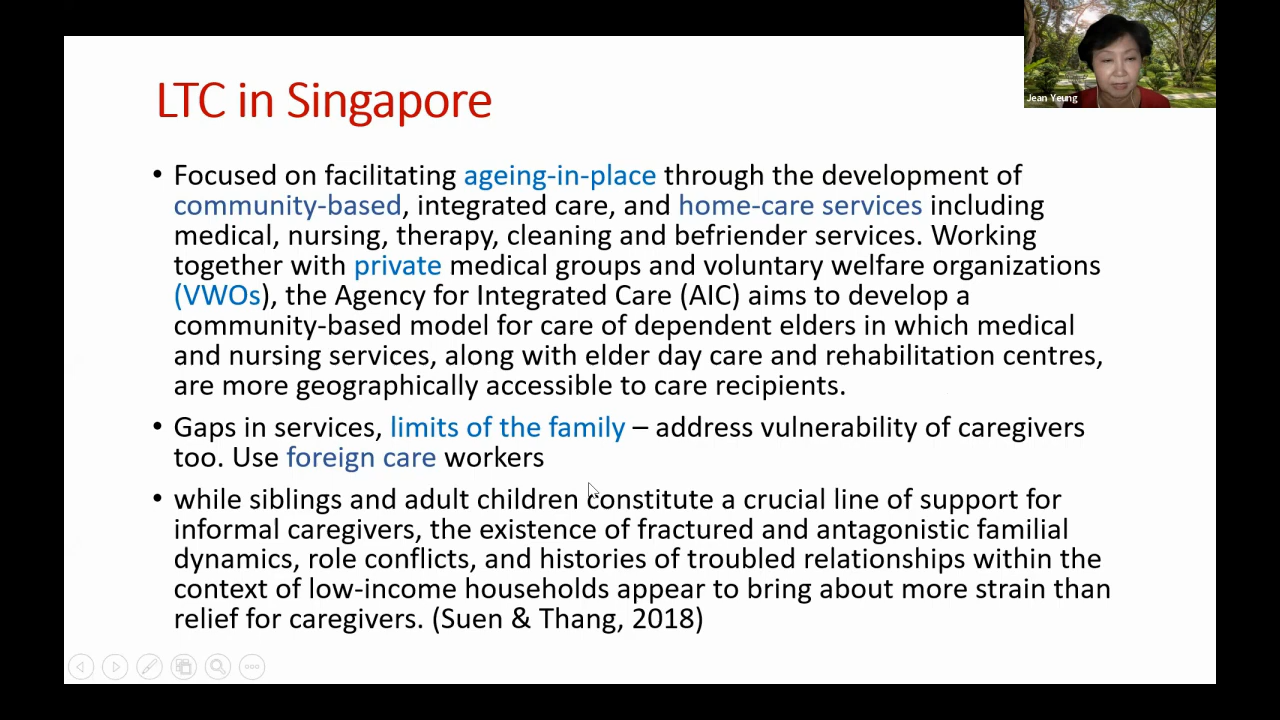 LTC in Singapore
Jean Yeung
• Focused on facilitating ageing-in-place through the development of
community-based, integrated care, and home-care services including
medical, nursing, therapy, cleaning and befriender services. Working
together with private medical groups and voluntary welfare organizations
(VWOs), the Agency for Integrated Care (AIC) aims to develop a
community-based model for care of dependent elders in which medical
and nursing services, along with elder day care and rehabilitation centres,
are more geographically accessible to care recipients.
• Gaps in services, limits of the family – address vulnerability of caregivers
too. Use foreign care workers
• while siblings and adult children constitute a crucial line of support for
informal caregivers, the existence of fractured and antagonistic familial
dynamics, role conflicts, and histories of troubled relationships within the
context of low-income households appear to bring about more strain than
relief for caregivers. (Suen & Thang, 2018)